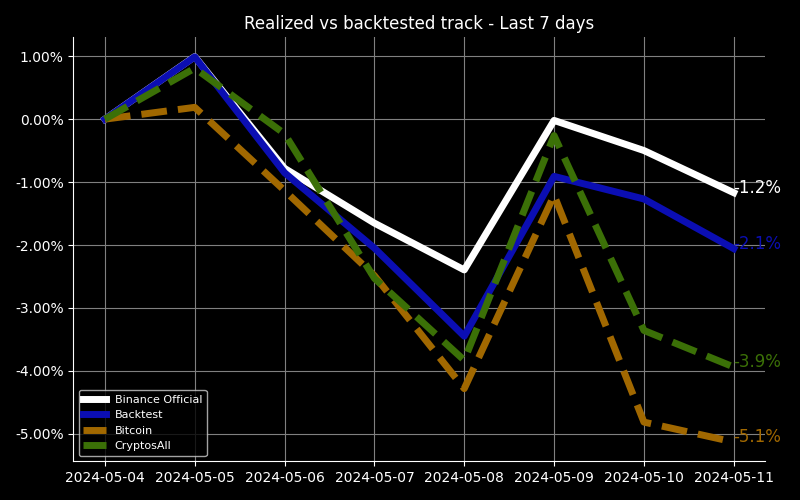 Realized vs backtested track - Last 7 days
1.00%
0.00%
-1.00%
-2.00%
-3.00%
-4.00%
-5.00%
-1.2%
-2.1%
-3.9%
-5.1%
Binance Official
Backtest
Bitcoin
CryptosAll
2024-05-04 2024-05-05 2024-05-06 2024-05-07 2024-05-08 2024-05-09 2024-05-10 2024-05-11